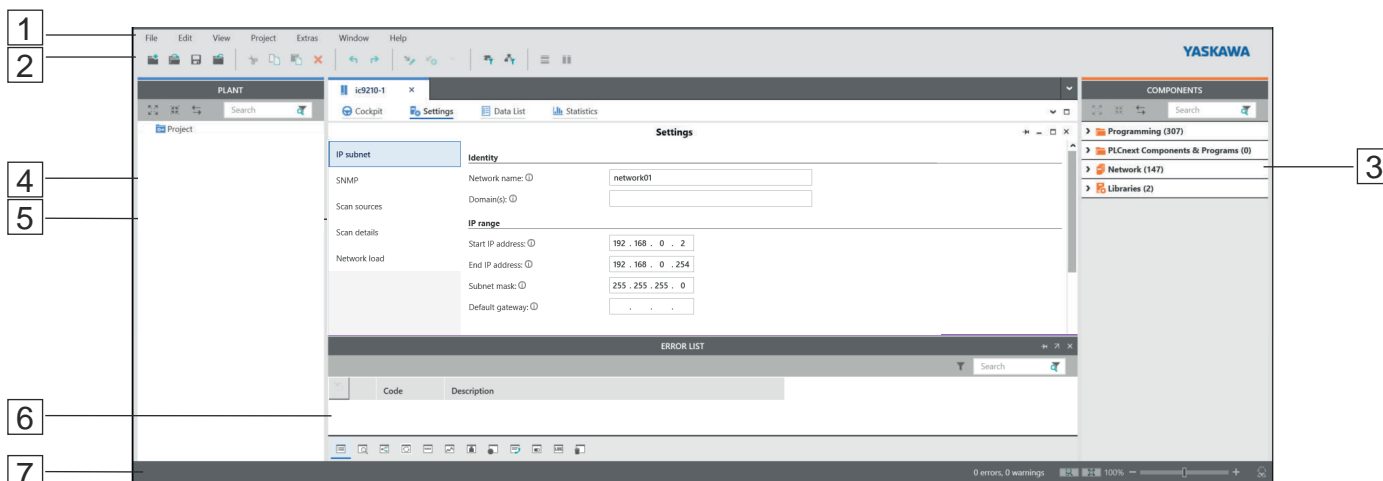 1
File Edit View Project Extras Window Help
2
YASKAWA
PLANT
ic9210-1 ×
COMPONENTS
Search
Cockpit Settings Data List Statistics
Search
Project
Settings
Programming (307)
PLCnext Components & Programs (0)
Network (147)
Libraries (2)
3
4
5
IP subnet
SNMP
Scan sources
Scan details
Network load
Identity
Network name: network01
Domain(s):
IP range
Start IP address: 192 . 168 . 0 . 2
End IP address: 192 . 168 . 0 . 254
Subnet mask: 255 . 255 . 255 . 0
Default gateway: . . .
ERROR LIST
Search
Code Description
6
7
0 errors, 0 warnings 100% − +